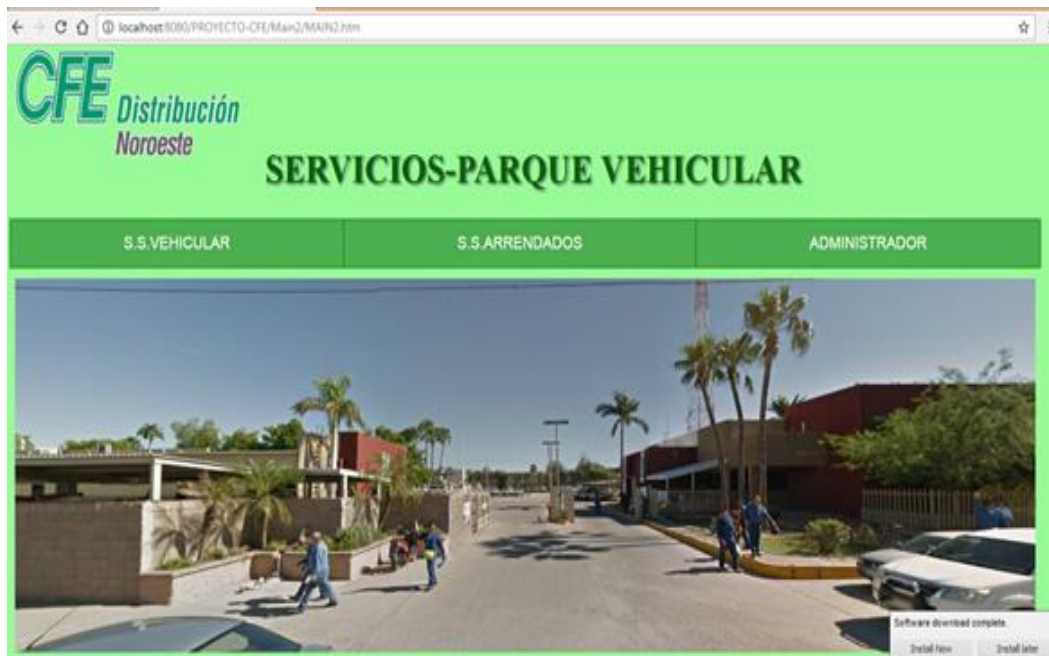 localhost:8080/PROYECTO-CFE/Main2/MAIN2.htm
CFE Distribución
Noroeste
SERVICIOS-PARQUE VEHICULAR
S.S.VEHICULAR
S.S.ARRENDADOS
ADMINISTRADOR
Software download complete.
Install Now
Install later